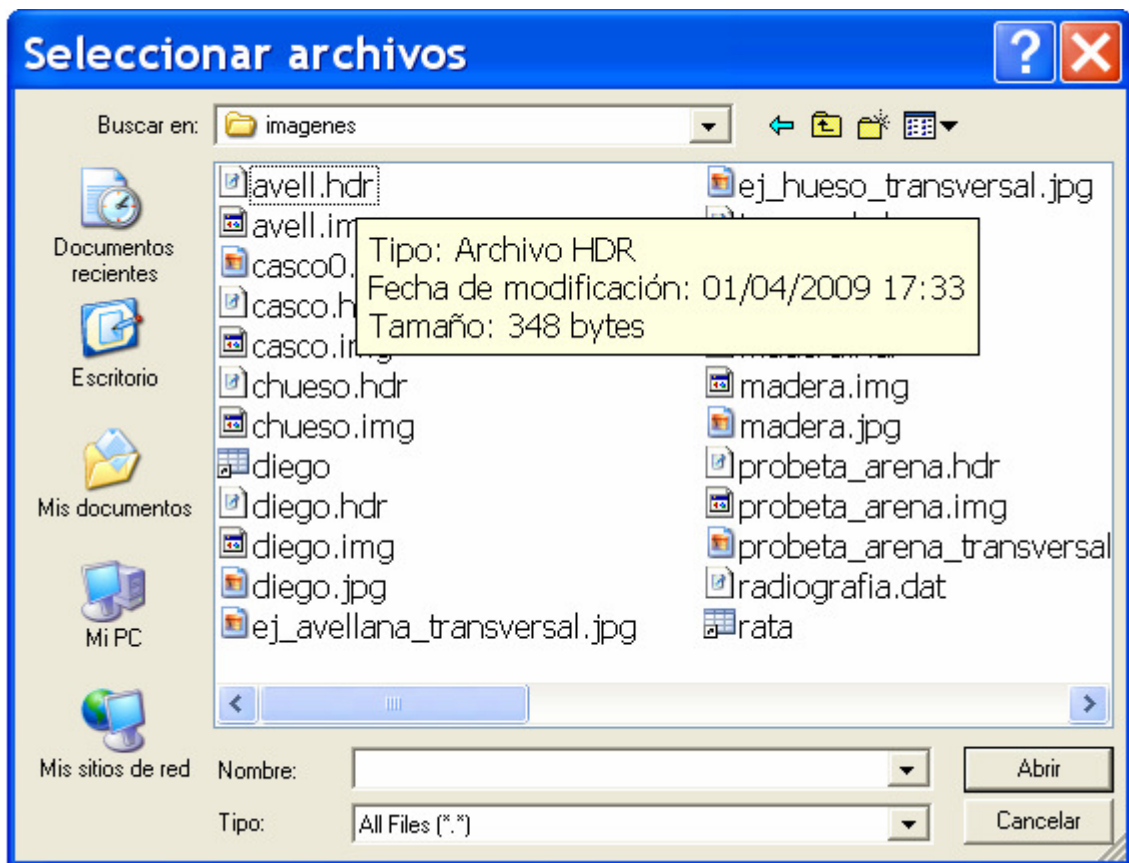 Seleccionar archivos
Buscar en:
imagenes
Documentos
recientes
Escritorio
Mis documentos
Mi PC
Mis sitios de red
avell.hdr
avell.im
casco0.
casco.h
casco.img
chueso.hdr
chueso.img
diego
diego.hdr
diego.img
diego.jpg
ej_avellana_transversal.jpg
Tipo: Archivo HDR
Fecha de modificación: 01/04/2009 17:33
Tamaño: 348 bytes
ej_hueso_transversal.jpg
madera.img
madera.jpg
probeta_arena.hdr
probeta_arena.img
probeta_arena_transversal
radiografia.dat
rata
Nombre:
Abrir
Tipo:
All Files (*.*)
Cancelar